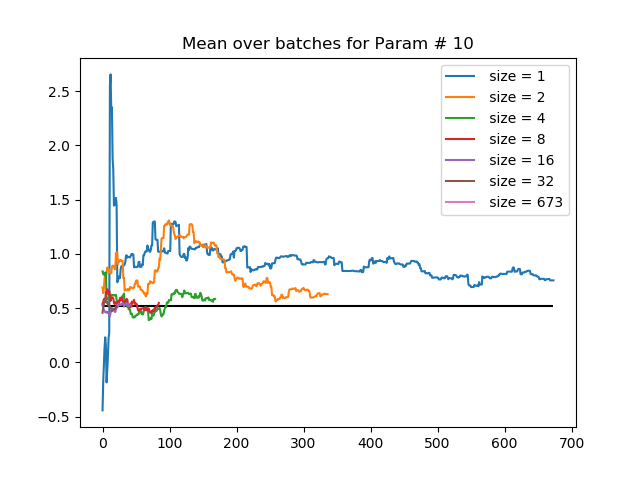 Mean over batches for Param # 10
2.5
2.0
1.5
1.0
0.5
0.0
−0.5
0 100 200 300 400 500 600 700
size = 1
size = 2
size = 4
size = 8
size = 16
size = 32
size = 673